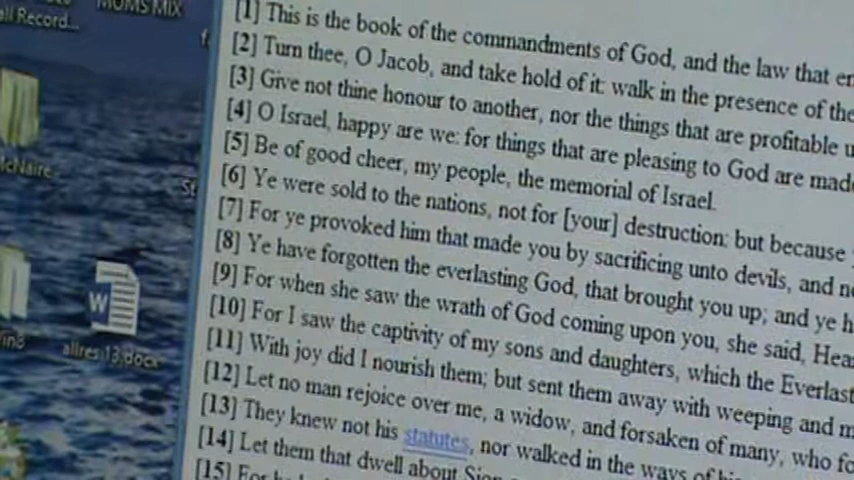 MOMS MIX
all Record...
[1] This is the book of the commandments of God, and the law that
[2] Turn thee, O Jacob, and take hold of it: walk in the presence of the
[3] Give not thine honour to another, nor the things that are profitable
[4] O Israel, happy are we: for things that are pleasing to God are made
[5] Be of good cheer, my people, the memorial of Israel.
[6] Ye were sold to the nations, not for [your] destruction: but because
[7] For ye provoked him that made you by sacrificing unto devils, and
[8] Ye have forgotten the everlasting God, that brought you up; and ye
[9] For when she saw the wrath of God coming upon you, she said,
[10] For I saw the captivity of my sons and daughters, which the
[11] With joy did I nourish them; but sent them away with weeping and
[12] Let no man rejoice over me, a widow, and forsaken of many, who
[13] They knew not his statutes, nor walked in the ways of
[14] Let them that dwell about Sion
[15] For
McNaire
allres 13.docx